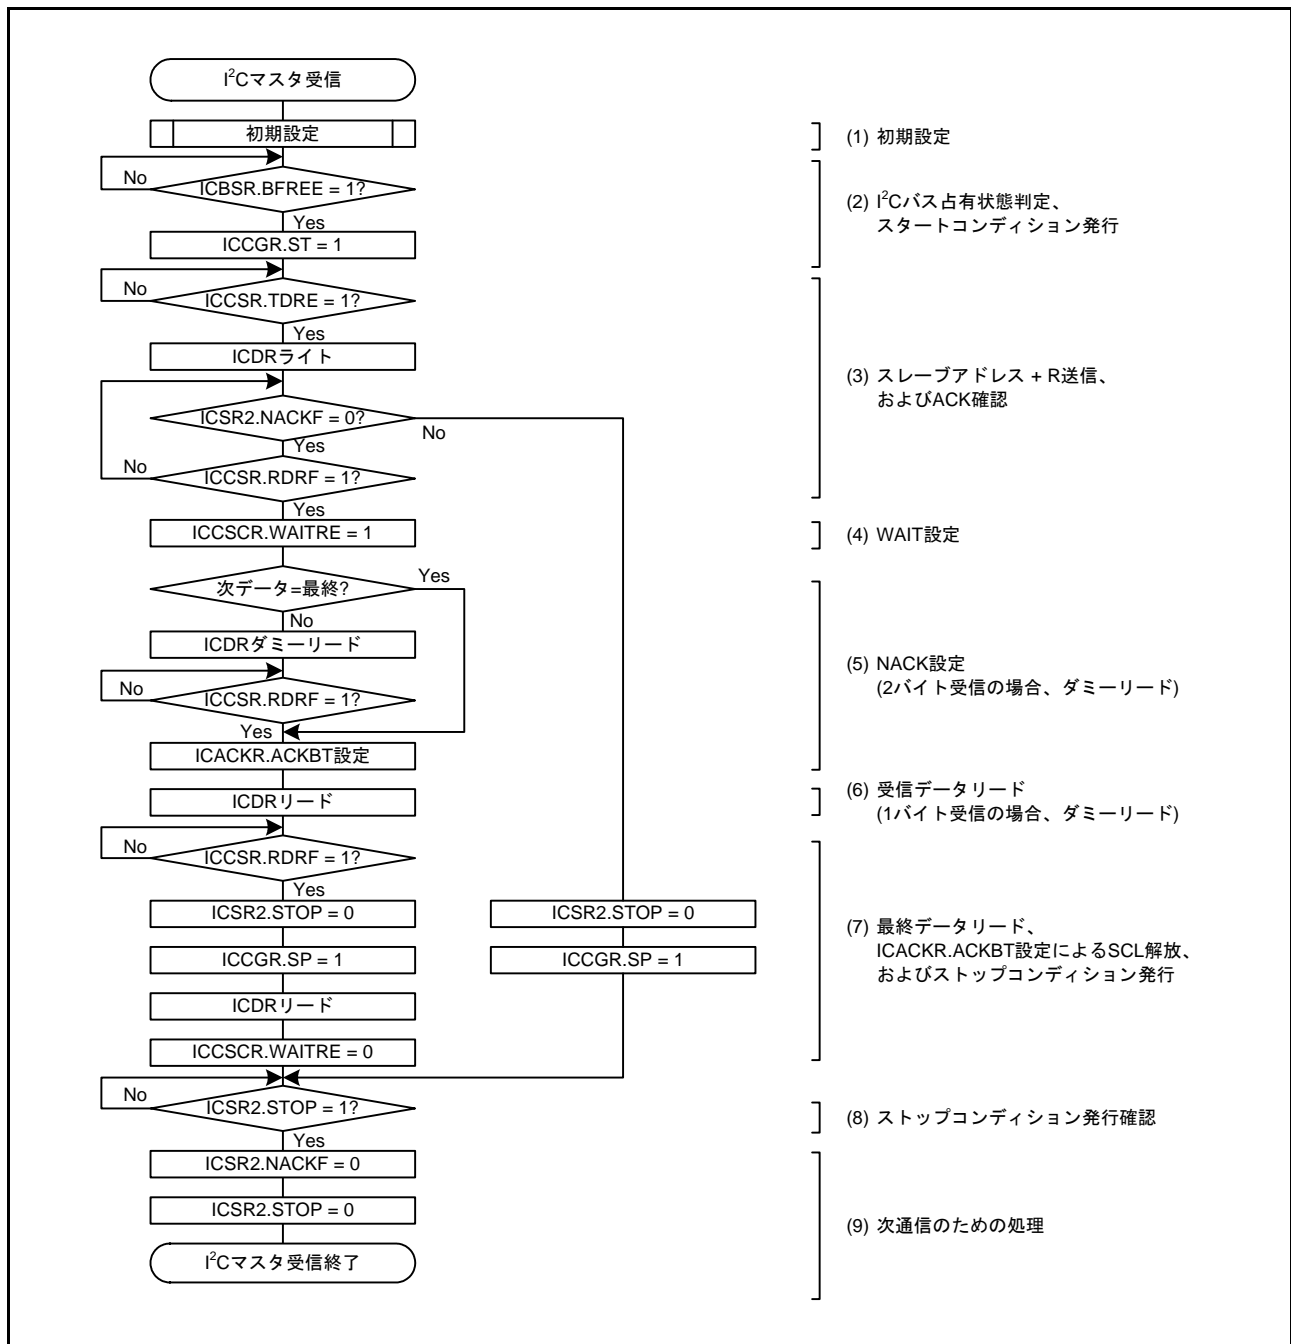 I²Cマスタ受信
初期設定
(1) 初期設定
No
ICBSR.BFREE = 1?
Yes
(2) I²Cバス占有状態判定、
スタートコンディション発行
ICCGR.ST = 1
No
ICCSR.TDRE = 1?
Yes
ICDRライト
(3) スレーブアドレス + R送信、
およびACK確認
ICSR2.NACKF = 0?
No
Yes
No
ICCSR.RDRF = 1?
Yes
ICCSCR.WAITRE = 1
(4) WAIT設定
次データ=最終?
Yes
No
ICDRダミーリード
(5) NACK設定
(2バイト受信の場合、ダミーリード)
No
ICCSR.RDRF = 1?
Yes
ICACKR.ACKBT設定
ICDRリード
(6) 受信データリード
(1バイト受信の場合、ダミーリード)
No
ICCSR.RDRF = 1?
Yes
ICSR2.STOP = 0
ICSR2.STOP = 0
(7) 最終データリード、
ICACKR.ACKBT設定によるSCL解放、
およびストップコンディション発行
ICCGR.SP = 1
ICCGR.SP = 1
ICDRリード
ICCSCR.WAITRE = 0
No
ICSR2.STOP = 1?
Yes
(8) ストップコンディション発行確認
ICSR2.NACKF = 0
ICSR2.STOP = 0
(9) 次通信のための処理
I²Cマスタ受信終了